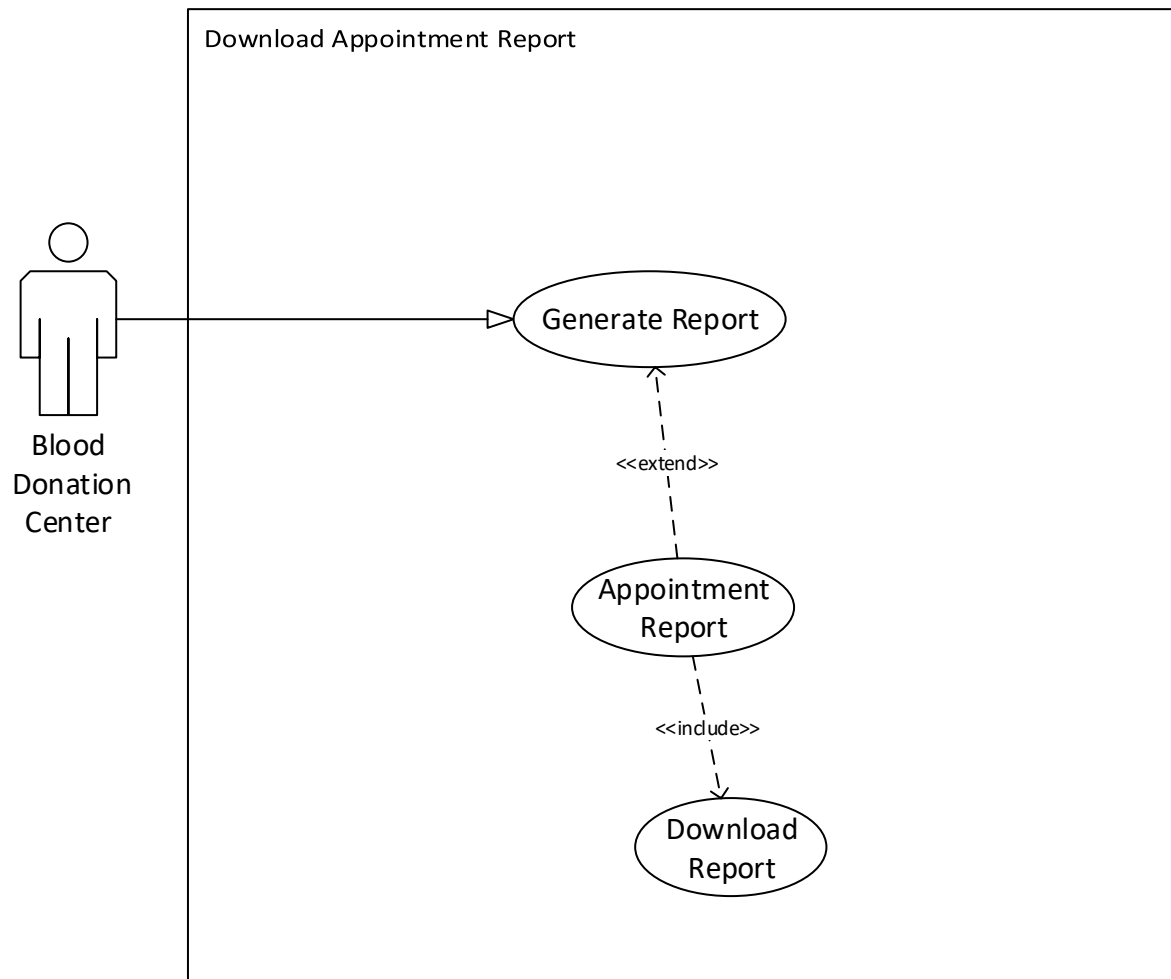 Download Appointment Report
Generate Report
Blood
Donation
Center
<<extend>>
Appointment
Report
<<include>>
Download
Report